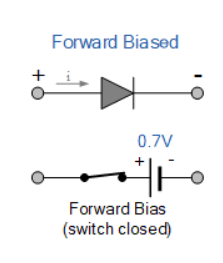 Forward Biased
+ i -
0.7V
+ -
Forward Bias
(switch closed)